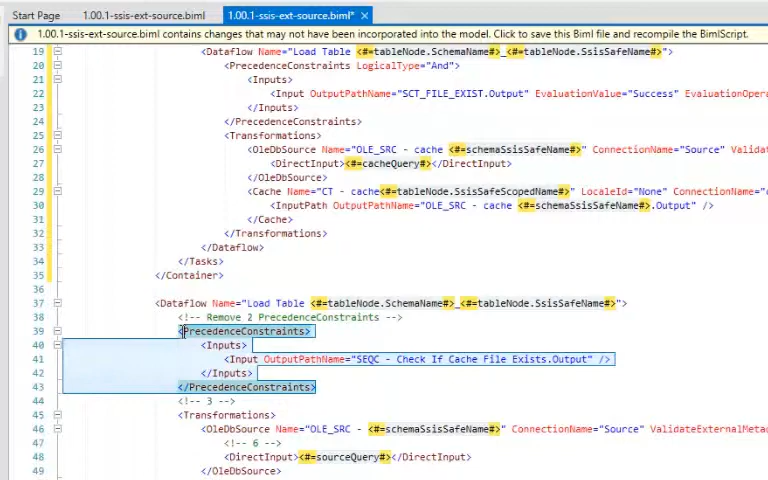 Start Page 1.00.1-ssis-ext-source.biml 1.00.1-ssis-ext-source.biml* ×
1.00.1-ssis-ext-source.biml contains changes that may not have been incorporated into the model. Click to save this Biml file and recompile the BimlScript.
19 <Dataflow Name="Load Table <#=tableNode.SchemaName#>_<#=tableNode.SsisSafeName#>">
20 <PrecedenceConstraints LogicalType="And">
21 <Inputs>
22 <Input OutputPathName="SCT_FILE_EXIST.Output" EvaluationValue="Success" EvaluationOpera
23 </Inputs>
24 </PrecedenceConstraints>
25 <Transformations>
26 <OleDbSource Name="OLE_SRC - cache <#=schemaSsisSafeName#>" ConnectionName="Source" Validat
27 <DirectInput><#=cacheQuery#></DirectInput>
28 </OleDbSource>
29 <Cache Name="CT - cache<#=tableNode.SsisSafeScopedName#>" LocaleId="None" ConnectionName="c
30 <InputPath OutputPathName="OLE_SRC - cache <#=schemaSsisSafeName#>.Output" />
31 </Cache>
32 </Transformations>
33 </Dataflow>
34 </Tasks>
35 </Container>
36
37 <Dataflow Name="Load Table <#=tableNode.SchemaName#>_<#=tableNode.SsisSafeName#>">
38 <!-- Remove 2 PrecedenceConstraints -->
39 <PrecedenceConstraints>
40 <Inputs>
41 <Input OutputPathName="SEQC - Check If Cache File Exists.Output" />
42 </Inputs>
43 </PrecedenceConstraints>
44 <!-- 3 -->
45 <Transformations>
46 <OleDbSource Name="OLE_SRC - <#=schemaSsisSafeName#>" ConnectionName="Source" ValidateExternalMetad
47 <!-- 6 -->
48 <DirectInput><#=sourceQuery#></DirectInput>
49 </OleDbSource>